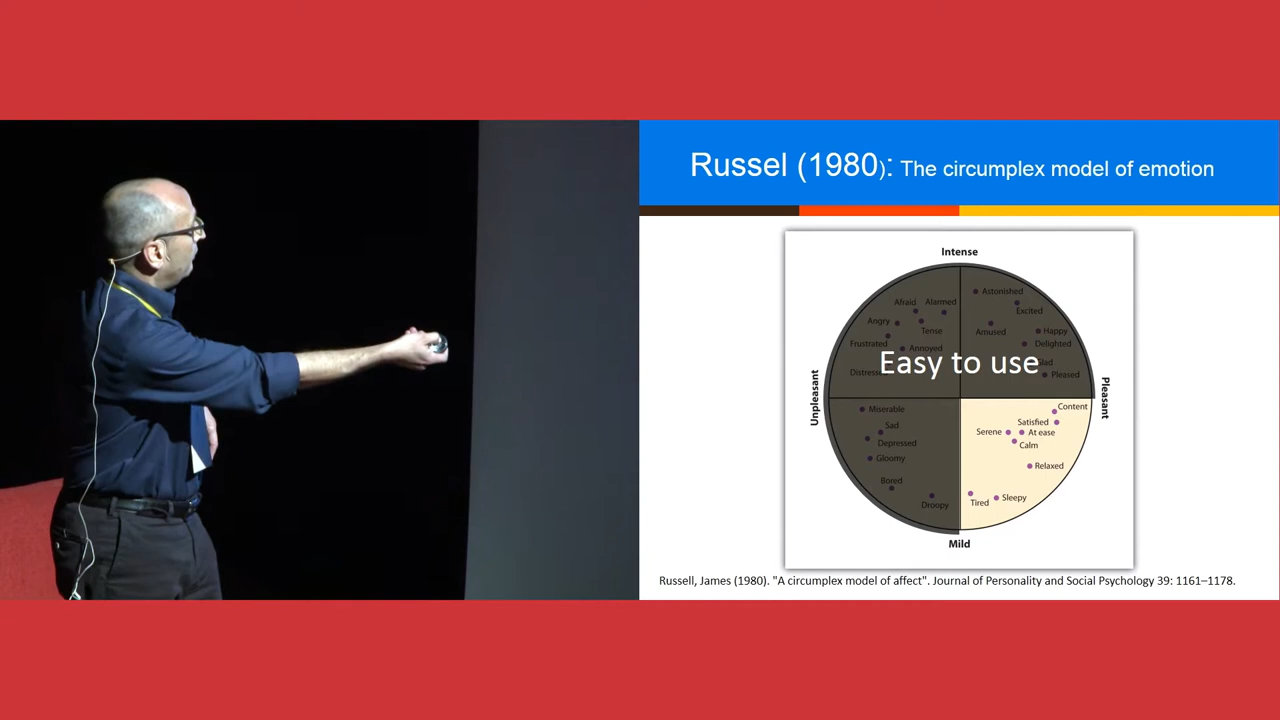 Russel (1980): The circumplex model of emotion
Intense
Astonished
Afraid
Alarmed
Excited
Angry
Tense
Amused
Happy
Frustrated
Annoyed
Delighted
Easy to use
Glad
Distressed
Pleased
Unpleasant
Pleasant
Miserable
Content
Sad
Satisfied
Depressed
Serene
At ease
Calm
Gloomy
Relaxed
Bored
Droopy
Tired
Sleepy
Mild
Russell, James (1980). "A circumplex model of affect". Journal of Personality and Social Psychology 39: 1161–1178.